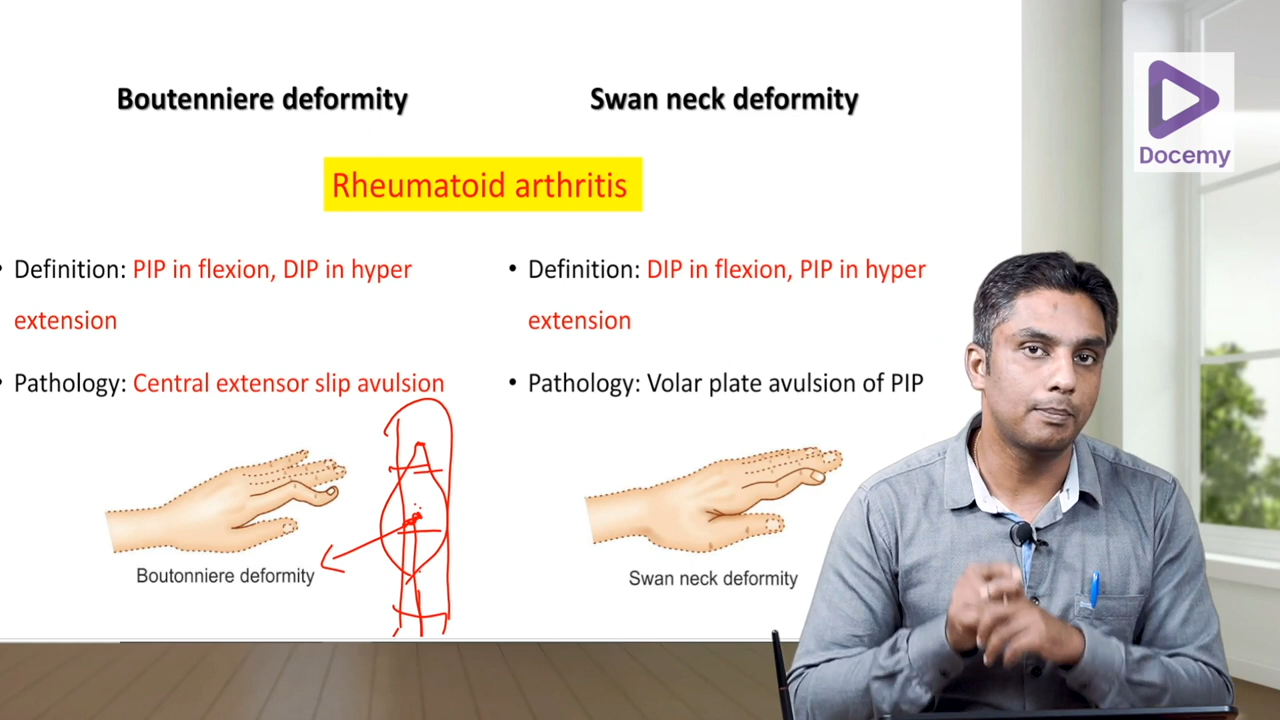 Boutenniere deformity
Swan neck deformity
Rheumatoid arthritis
• Definition: PIP in flexion, DIP in hyper
extension
• Pathology: Central extensor slip avulsion
Boutonniere deformity
• Definition: DIP in flexion, PIP in hyper
extension
• Pathology: Volar plate avulsion of PIP
Swan neck deformity
Docemy